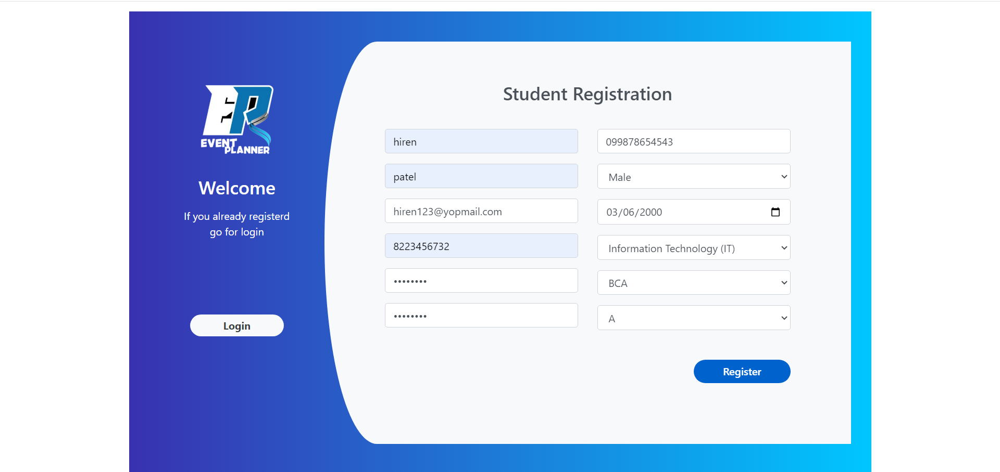 EVENT
PLANNER
Welcome
If you already registerd
go for login
Login
Student Registration
hiren
099878654543
patel
Male
hiren123@yopmail.com
03/06/2000
8223456732
Information Technology (IT)
••••••••
BCA
••••••••
A
Register